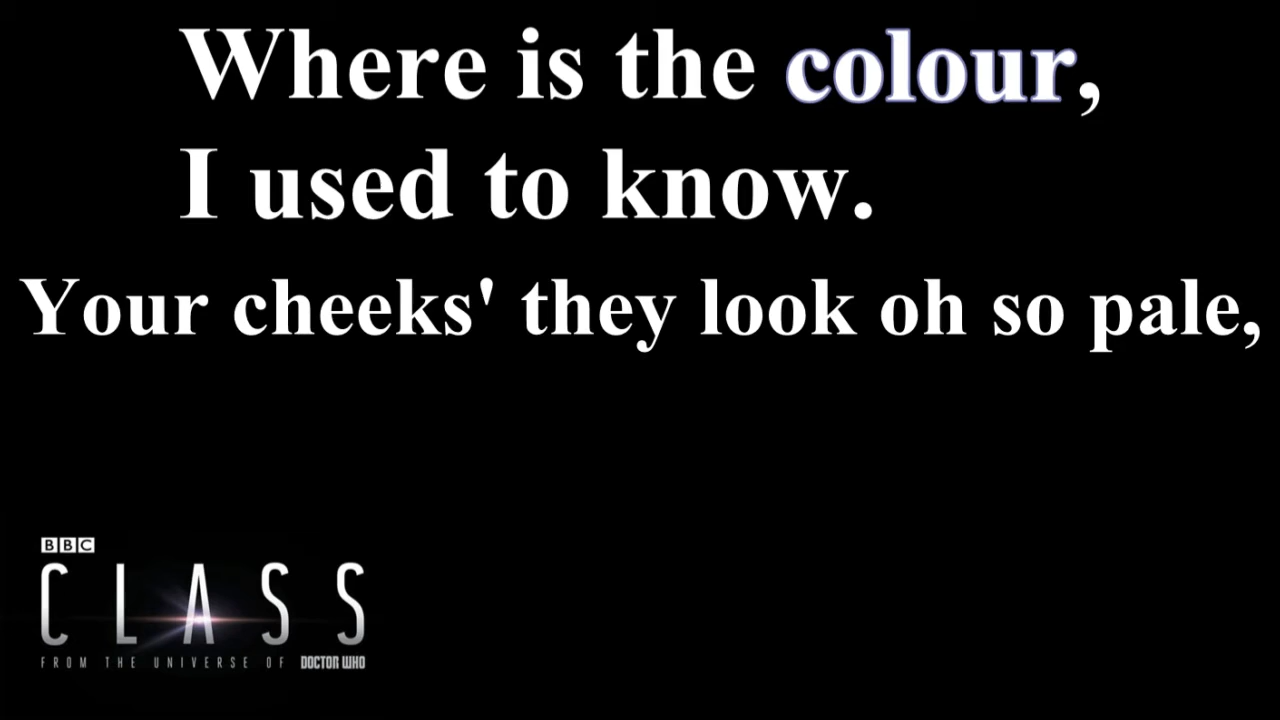 Where is the colour,
I used to know.
Your cheeks' they look oh so pale,
BBC
CLASS
FROM THE UNIVERSE OF DOCTOR WHO